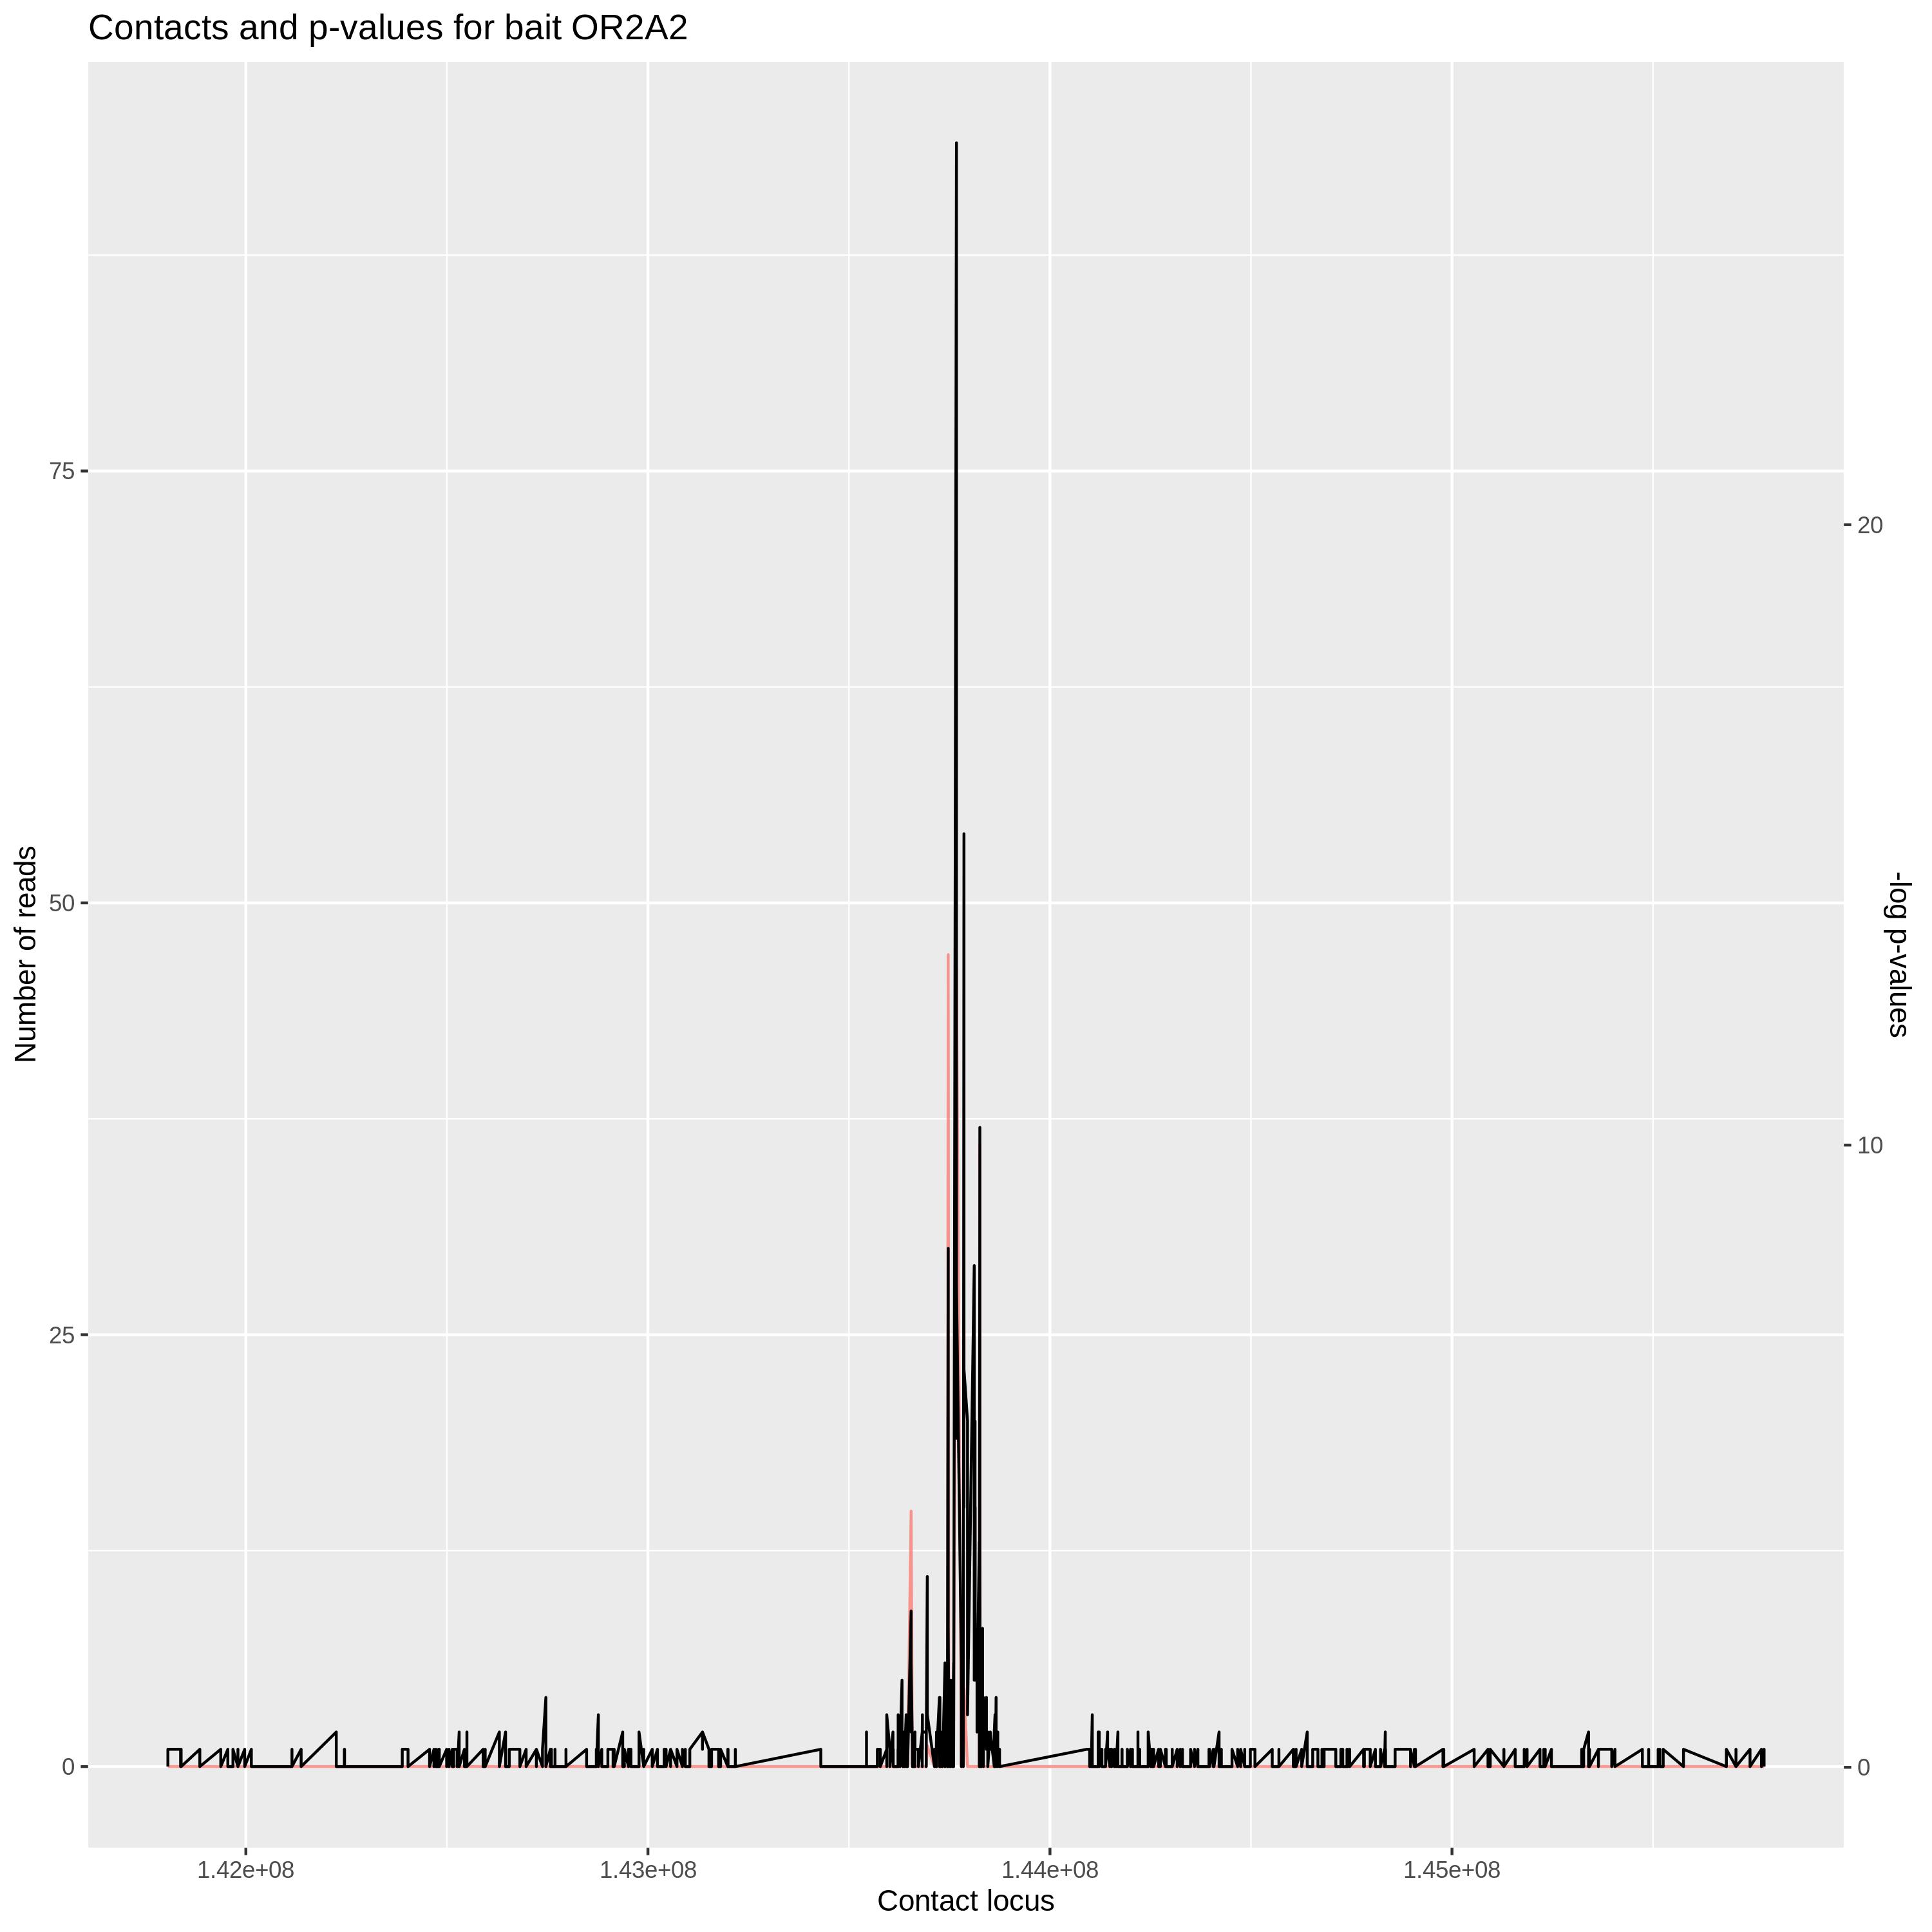 Contacts and p-values for bait OR2A2
Number of reads
75
50
25
0
20
10
0
-log p-values
1.42e+08
1.43e+08
1.44e+08
1.45e+08
Contact locus